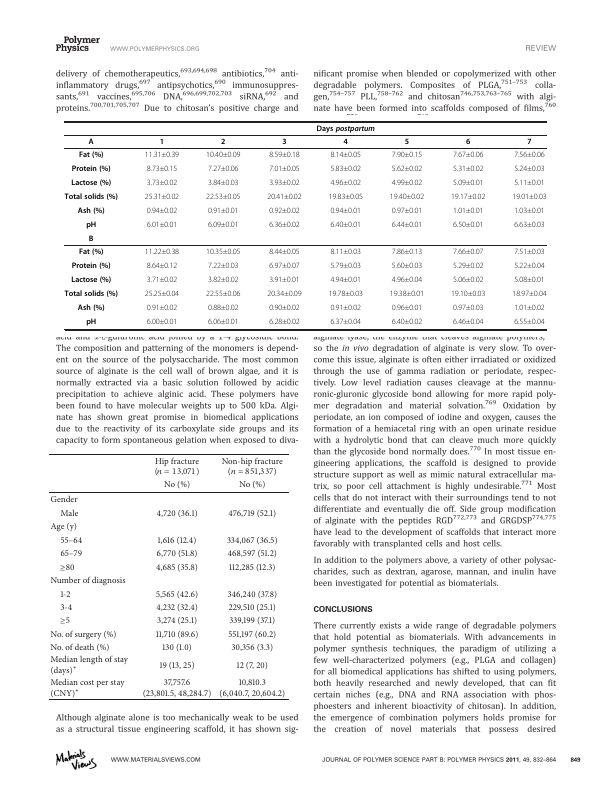 Polymer
Physics
WWW.POLYMERPHYSICS.ORG
REVIEW
delivery of chemotherapeutics,693,694,698 antibiotics,704 anti-
inflammatory drugs,697 antipsychotics,690 immunosuppres-
sants,691 vaccines,695,706 DNA,696,699,702,703 siRNA,692 and
proteins.700,701,705,707 Due to chitosan's positive charge and
nificant promise when blended or copolymerized with other
degradable polymers. Composites of PLGA,751–753 colla-
gen,754–757 PLL,758–762 and chitosan746,753,763–765 with algi-
nate have been formed into scaffolds composed of films,760
Days postpartum
A 1 2 3 4 5 6 7
Fat (%) 11.31±0.39 10.40±0.09 8.59±0.18 8.14±0.05 7.90±0.15 7.67±0.06 7.56±0.06
Protein (%) 8.73±0.15 7.27±0.06 7.01±0.05 5.83±0.02 5.62±0.02 5.31±0.02 5.24±0.03
Lactose (%) 3.73±0.02 3.84±0.03 3.93±0.02 4.96±0.02 4.99±0.02 5.09±0.01 5.11±0.01
Total solids (%) 25.31±0.02 22.53±0.05 20.41±0.02 19.83±0.05 19.40±0.02 19.17±0.02 19.01±0.03
Ash (%) 0.94±0.02 0.91±0.01 0.92±0.02 0.94±0.01 0.97±0.01 1.01±0.01 1.03±0.01
pH 6.01±0.01 6.09±0.01 6.36±0.02 6.40±0.01 6.44±0.01 6.50±0.01 6.63±0.03
B
Fat (%) 11.22±0.38 10.35±0.05 8.44±0.05 8.11±0.03 7.86±0.13 7.66±0.07 7.51±0.03
Protein (%) 8.64±0.12 7.22±0.03 6.97±0.07 5.79±0.03 5.60±0.03 5.29±0.02 5.22±0.04
Lactose (%) 3.71±0.02 3.82±0.02 3.91±0.01 4.94±0.01 4.96±0.04 5.06±0.02 5.08±0.01
Total solids (%) 25.25±0.04 22.55±0.06 20.34±0.09 19.78±0.03 19.38±0.01 19.10±0.03 18.97±0.04
Ash (%) 0.91±0.02 0.88±0.02 0.90±0.02 0.91±0.02 0.96±0.01 0.97±0.03 1.01±0.02
pH 6.00±0.01 6.06±0.01 6.28±0.02 6.37±0.04 6.40±0.02 6.46±0.04 6.55±0.04
The composition and patterning of the monomers is depend-
ent on the source of the polysaccharide. The most common
source of alginate is the cell wall of brown algae, and it is
normally extracted via a basic solution followed by acidic
precipitation to achieve alginic acid. These polymers have
been found to have molecular weights up to 500 kDa. Algi-
nate has shown great promise in biomedical applications
due to the reactivity of its carboxylate side groups and its
capacity to form spontaneous gelation when exposed to diva-
Hip fracture Non-hip fracture
(n = 13,071) (n = 851,337)
No (%) No (%)
Gender
Male 4,720 (36.1) 476,719 (52.1)
Age (y)
55–64 1,616 (12.4) 334,067 (36.5)
65–79 6,770 (51.8) 468,597 (51.2)
≥80 4,685 (35.8) 112,285 (12.3)
Number of diagnosis
1-2 5,565 (42.6) 346,240 (37.8)
3-4 4,232 (32.4) 229,510 (25.1)
≥5 3,274 (25.1) 339,199 (37.1)
No. of surgery (%) 11,710 (89.6) 551,197 (60.2)
No. of death (%) 130 (1.0) 30,356 (3.3)
Median length of stay
(days)* 19 (13, 25) 12 (7, 20)
Median cost per stay 37,757.6 10,810.3
(CNY)* (23,801.5, 48,284.7) (6,040.7, 20,604.2)
Although alginate alone is too mechanically weak to be used
as a structural tissue engineering scaffold, it has shown sig-
alginate lyase, the enzyme that cleaves alginate polymers,
so the in vivo degradation of alginate is very slow. To over-
come this issue, alginate is often either irradiated or oxidized
through the use of gamma radiation or periodate, respec-
tively. Low level radiation causes cleavage at the mannu-
ronic-gluronic glycoside bond allowing for more rapid poly-
mer degradation and material solvation.769 Oxidation by
periodate, an ion composed of iodine and oxygen, causes the
formation of a hemiacetal ring with an open urinate residue
with a hydrolytic bond that can cleave much more quickly
than the glycoside bond normally does.770 In most tissue en-
gineering applications, the scaffold is designed to provide
structure support as well as mimic natural extracellular ma-
trix, so poor cell attachment is highly undesirable.771 Most
cells that do not interact with their surroundings tend to not
differentiate and eventually die off. Side group modification
of alginate with the peptides RGD772,773 and GRGDSP774,775
have lead to the development of scaffolds that interact more
favorably with transplanted cells and host cells.
In addition to the polymers above, a variety of other polysac-
charides, such as dextran, agarose, mannan, and inulin have
been investigated for potential as biomaterials.
CONCLUSIONS
There currently exists a wide range of degradable polymers
that hold potential as biomaterials. With advancements in
polymer synthesis techniques, the paradigm of utilizing a
few well-characterized polymers (e.g., PLGA and collagen)
for all biomedical applications has shifted to using polymers,
both heavily researched and newly developed, that can fit
certain niches (e.g., DNA and RNA association with phos-
phoesters and inherent bioactivity of chitosan). In addition,
the emergence of combination polymers holds promise for
the creation of novel materials that possess desired
Materials
Views
WWW.MATERIALSVIEWS.COM
JOURNAL OF POLYMER SCIENCE PART B: POLYMER PHYSICS 2011, 49, 832–864 849